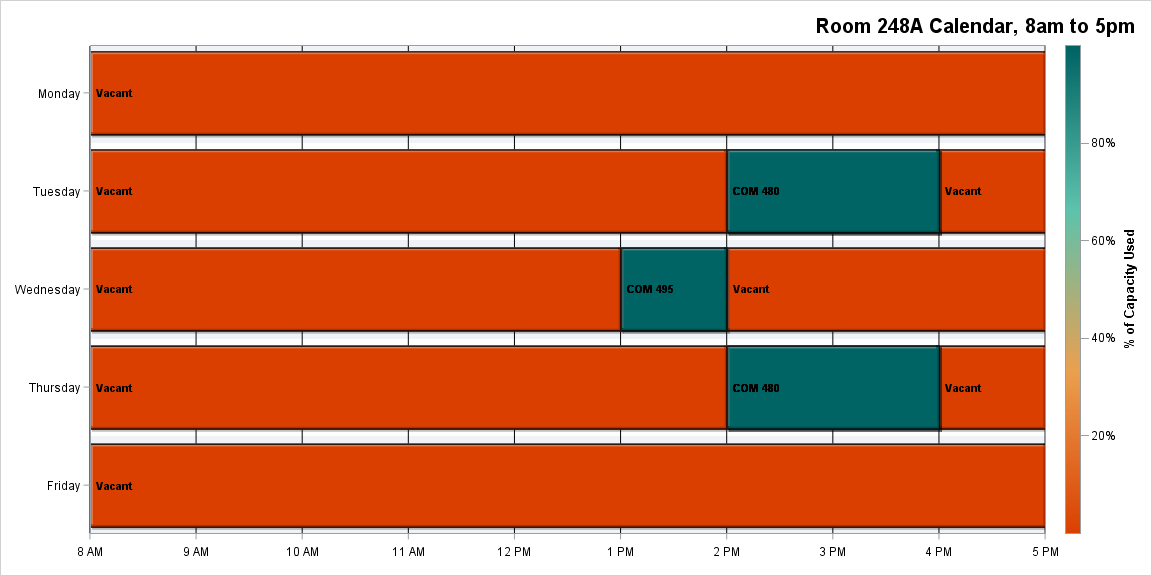 Room 248A Calendar, 8am to 5pm
Monday
Vacant
Tuesday
Vacant
COM 480
Vacant
Wednesday
Vacant
COM 495
Vacant
Thursday
Vacant
COM 480
Vacant
Friday
Vacant
8 AM
9 AM
10 AM
11 AM
12 PM
1 PM
2 PM
3 PM
4 PM
5 PM
80%
60%
40%
20%
% of Capacity Used